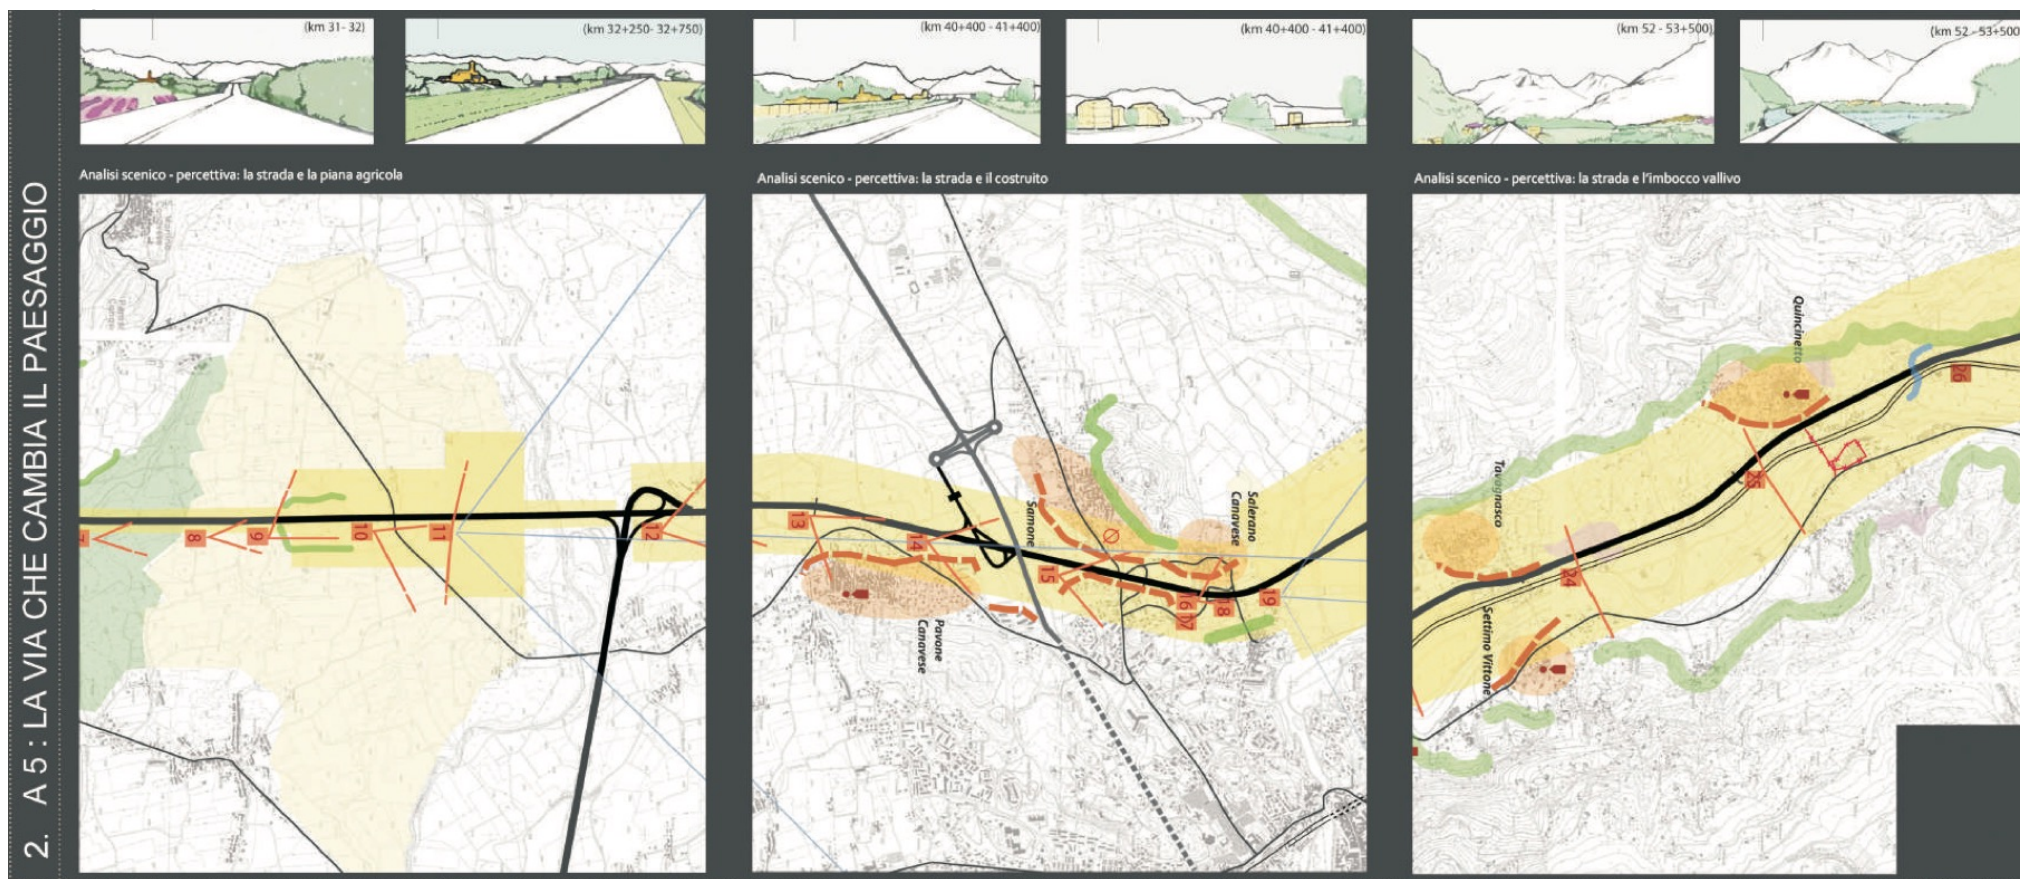 2. A 5 : LA VIA CHE CAMBIA IL PAESAGGIO
(km 31- 32)
(km 32+250- 32+750)
(km 40+400 - 41+400)
(km 40+400 - 41+400)
(km 52 - 53+500)
(km 52 - 53+500
Analisi scenico - percettiva: la strada e la piana agricola
7
8
9
10
11
12
Analisi scenico - percettiva: la strada e il costruito
13
14
15
16
17
18
19
Samone
Salerano
Canavese
Pavone
Canavese
Analisi scenico - percettiva: la strada e l'imbocco vallivo
Quincinetto
Tavagnasco
Settimo Vittone
24
25
26